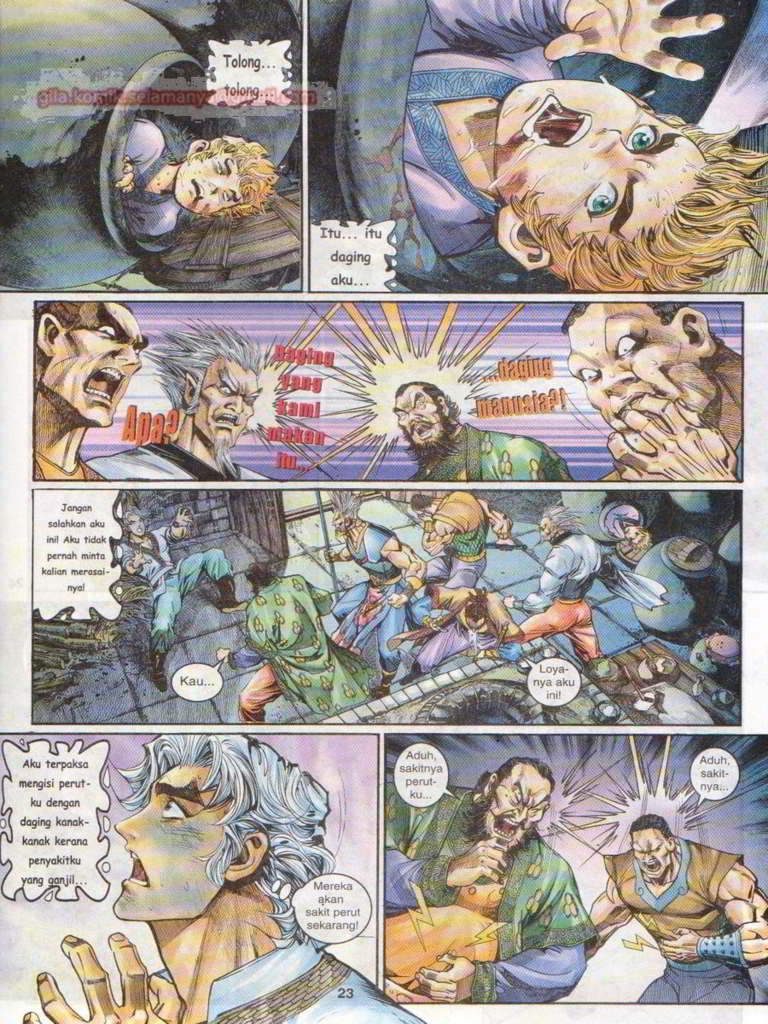 Tolong...
tolong...
Itu... itu
daging
aku...
Apa?
Daging
yang
kami
makan
itu...
...daging
manusia?!
Jangan
salahkan aku
ini! Aku tidak
pernah minta
kalian merasai-
nya!
Kau...
Loya-
nya aku
ini!
Aku terpaksa
mengisi perut-
ku dengan
daging kanak-
kanak kerana
penyakitku
yang ganjil...
Mereka
akan
sakit perut
sekarang!
Aduh,
sakitnya
perut-
ku...
Aduh,
sakit-
nya...
23